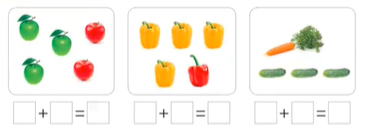 + =
+ =
+ =